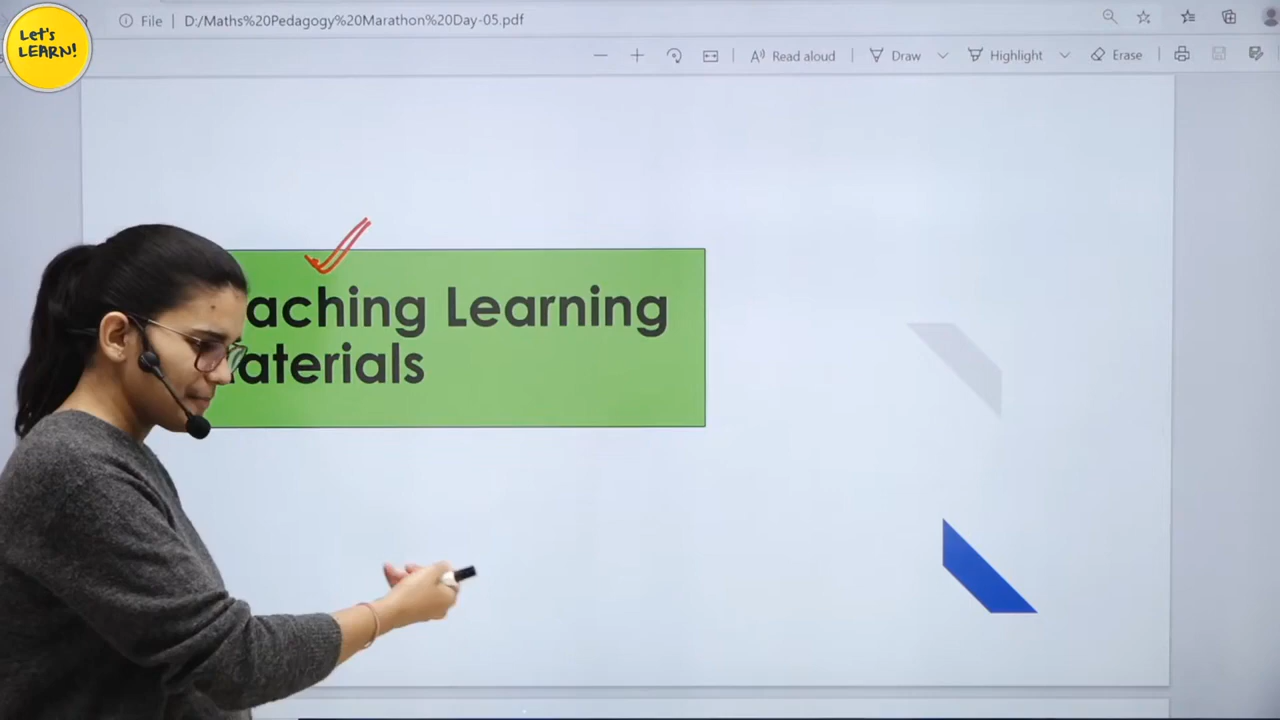 Let's
LEARN!
File
D:/Maths%20Pedagogy%20Marathon%20Day-05.pdf
Read aloud
Draw
Highlight
Erase
aching Learning
aterials